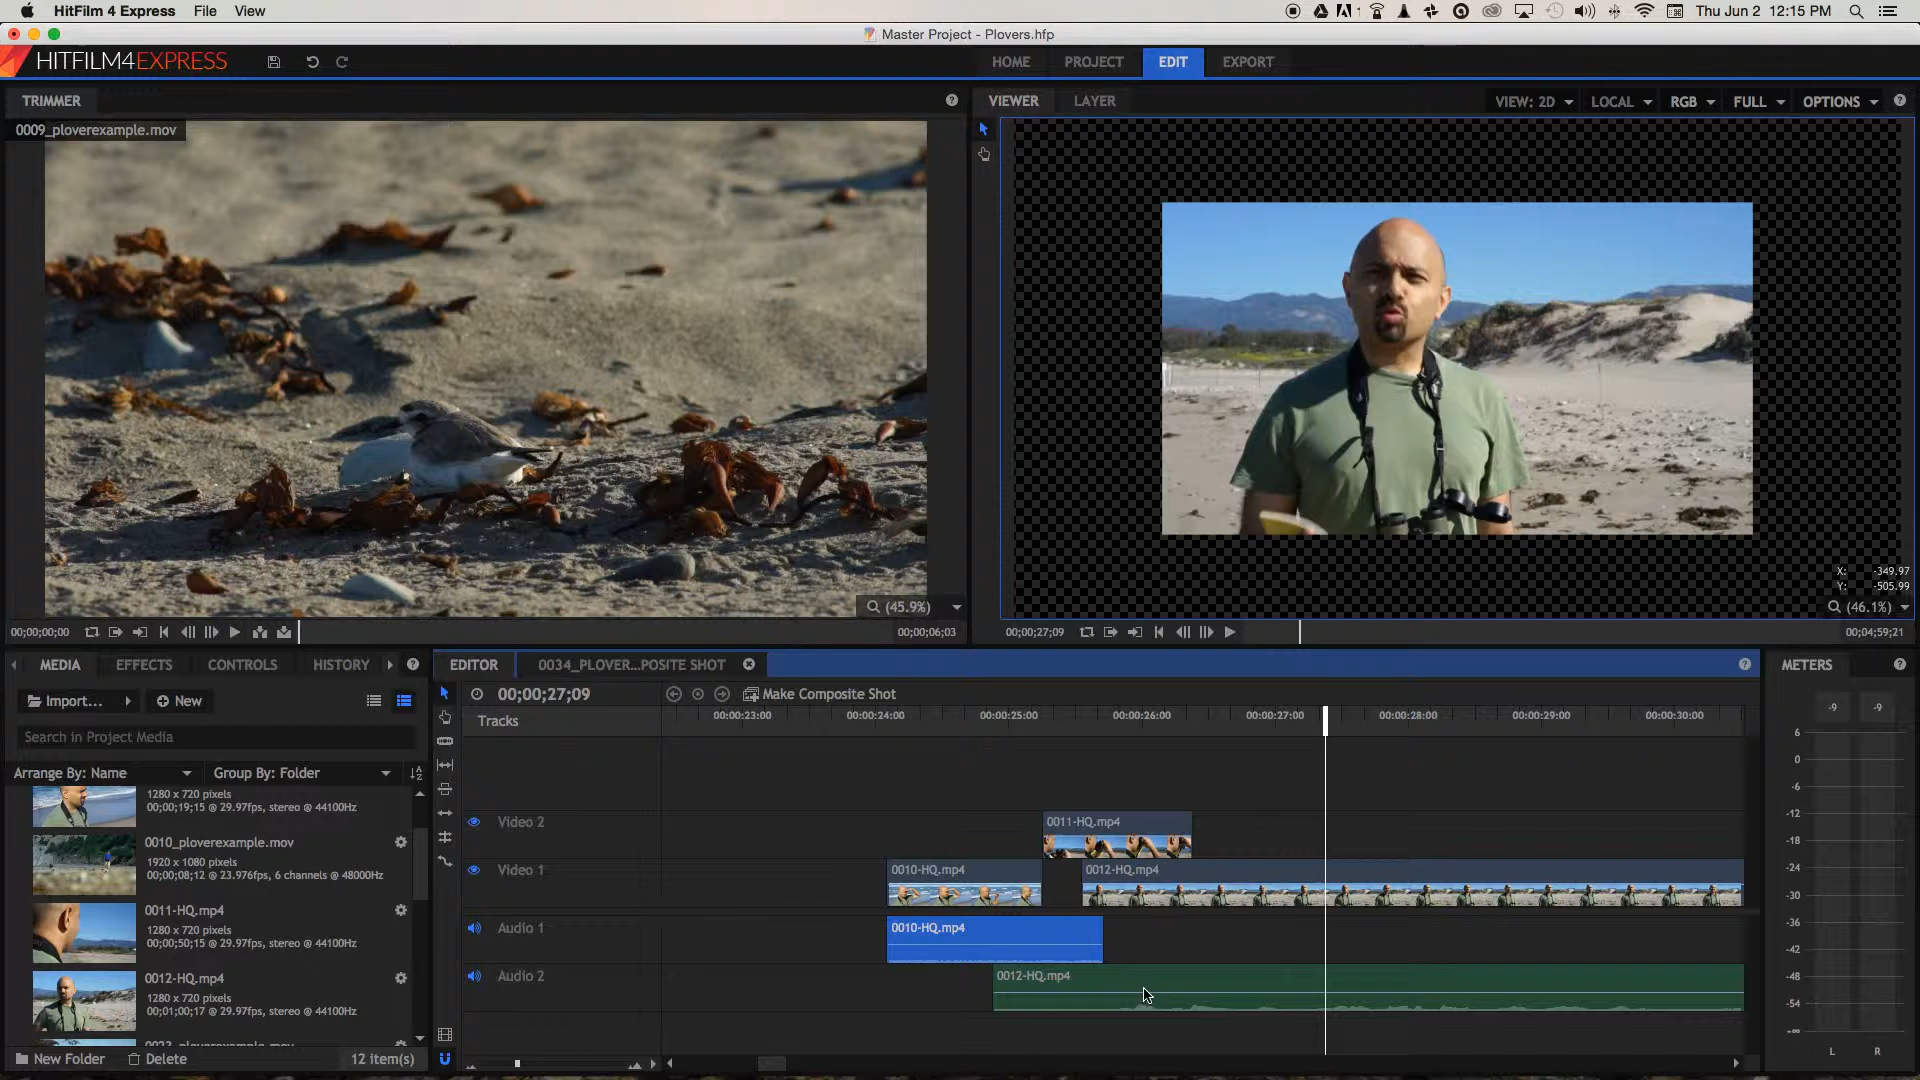 HitFilm 4 Express File View
Thu Jun 2 12:15 PM
Master Project - Plovers.hfp
HITFILM4EXPRESS
HOME PROJECT EDIT EXPORT
TRIMMER
VIEWER LAYER VIEW: 2D LOCAL RGB FULL OPTIONS
0009_ploverexample.mov
X: -349.97
Y: -505.99
(45.9%)
(46.1%)
00;00;00;00
00;00;06;03
00;00;27;09
00;04;59;21
MEDIA EFFECTS CONTROLS HISTORY
EDITOR 0034_PLOVER...POSITE SHOT
METERS
Import... New
00;00;27;09
Make Composite Shot
Search in Project Media
Tracks
00:00:23:00 00:00:24:00 00:00:25:00 00:00:26:00 00:00:27:00 00:00:28:00 00:00:29:00 00:00:30:00
Arrange By: Name Group By: Folder
1280 x 720 pixels
00;00;19;15 @ 29.97fps, stereo @ 44100Hz
0010_ploverexample.mov
1920 x 1080 pixels
00;00;08;12 @ 23.976fps, 6 channels @ 48000Hz
0011-HQ.mp4
1280 x 720 pixels
00;00;50;15 @ 29.97fps, stereo @ 44100Hz
0012-HQ.mp4
1280 x 720 pixels
00;01;00;17 @ 29.97fps, stereo @ 44100Hz
New Folder Delete 12 item(s)
Video 2
0011-HQ.mp4
Video 1
0010-HQ.mp4
0012-HQ.mp4
Audio 1
0010-HQ.mp4
Audio 2
0012-HQ.mp4
-9 -9
6
0
-6
-12
-18
-24
-30
-36
-42
-48
-54
-∞
L R